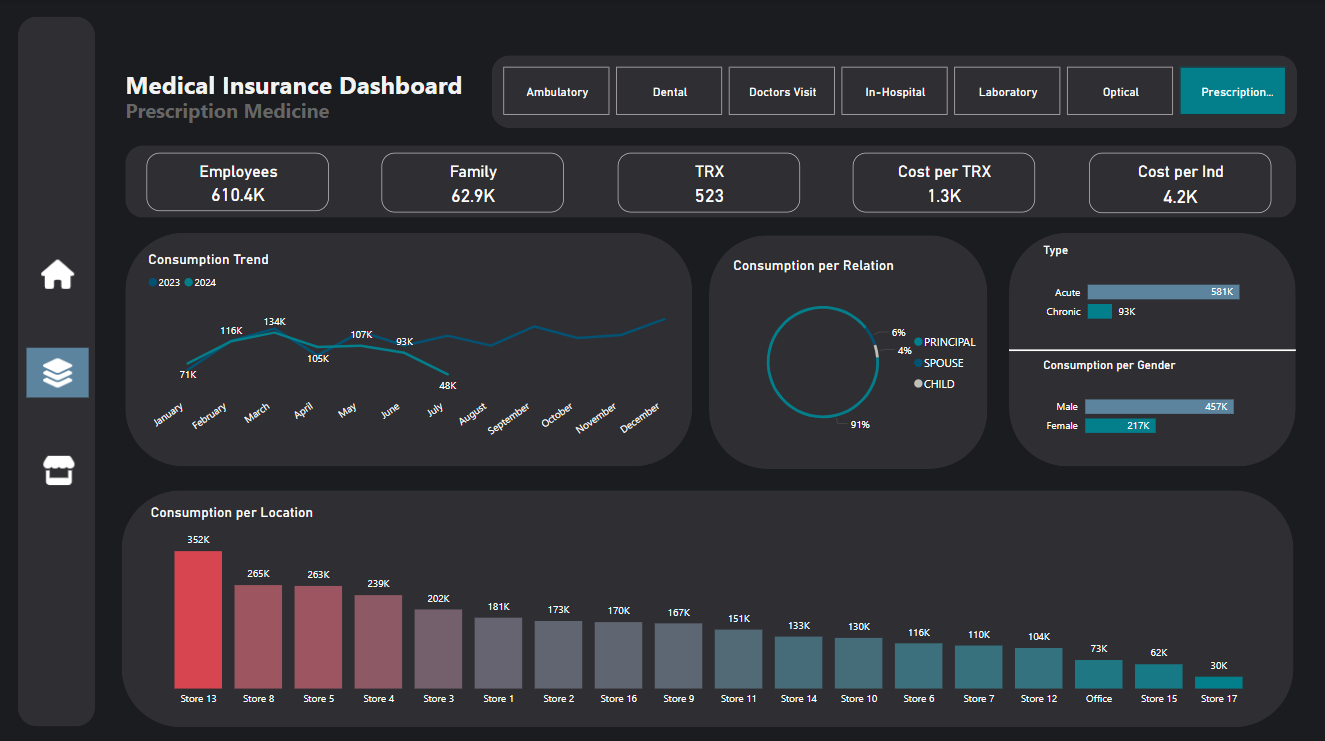 Medical Insurance Dashboard
Prescription Medicine
Ambulatory
Dental
Doctors Visit
In-Hospital
Laboratory
Optical
Prescription...
Employees
610.4K
Family
62.9K
TRX
523
Cost per TRX
1.3K
Cost per Ind
4.2K
Consumption Trend
2023 2024
71K
116K
134K
105K
107K
93K
48K
January
February
March
April
May
June
July
August
September
October
November
December
Consumption per Relation
6%
4%
91%
PRINCIPAL
SPOUSE
CHILD
Type
Acute 581K
Chronic 93K
Consumption per Gender
Male 457K
Female 217K
Consumption per Location
352K
265K
263K
239K
202K
181K
173K
170K
167K
151K
133K
130K
116K
110K
104K
73K
62K
30K
Store 13
Store 8
Store 5
Store 4
Store 3
Store 1
Store 2
Store 16
Store 9
Store 11
Store 14
Store 10
Store 6
Store 7
Store 12
Office
Store 15
Store 17